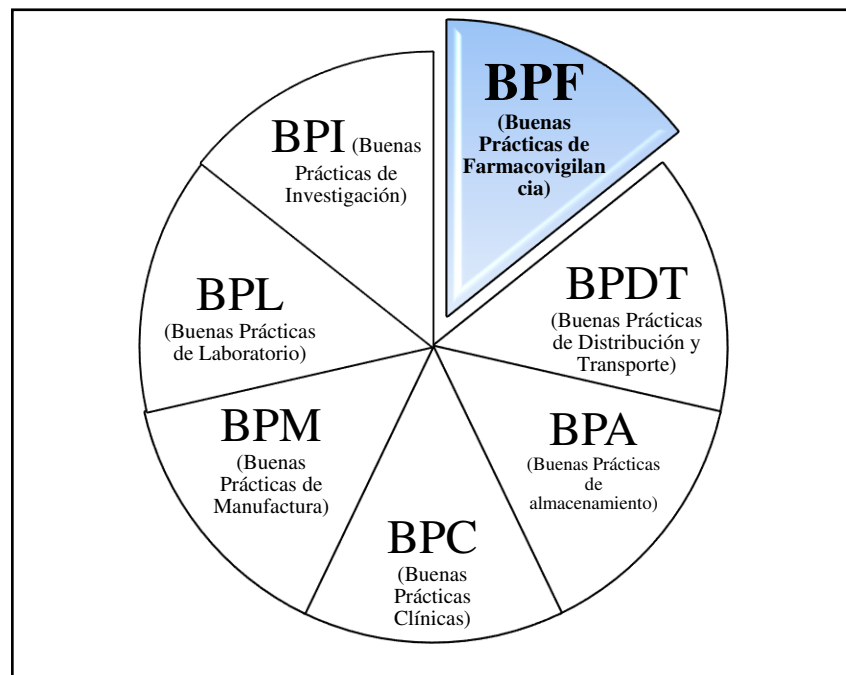 BPF
(Buenas
Prácticas de
Farmacovigilan
cia)
BPDT
(Buenas Prácticas
de Distribución y
Transporte)
BPA
(Buenas Prácticas
de
almacenamiento)
BPC
(Buenas
Prácticas
Clínicas)
BPM
(Buenas
Prácticas de
Manufactura)
BPL
(Buenas Prácticas
de Laboratorio)
BPI (Buenas
Prácticas de
Investigación)